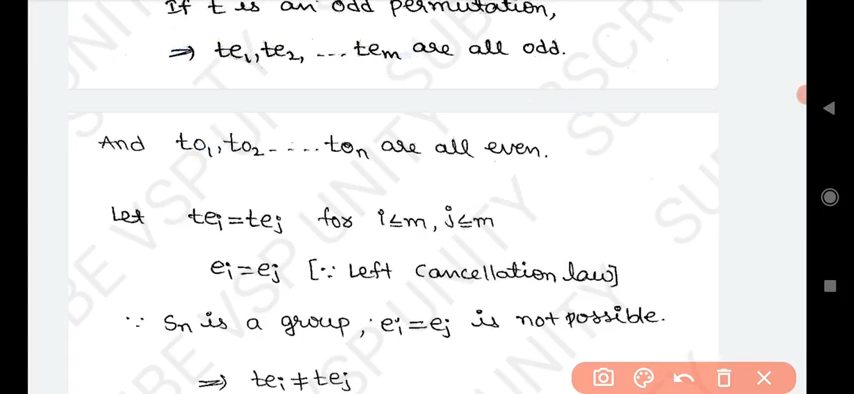 If t is an odd permutation,
⇒ te₁, te₂, ... tem are all odd.
And to₁, to₂ - - ... ton are all even.
Let tei = tej for i≤m, j≤m
ei = ej [∵ Left Cancellation law]
∵ Sn is a group, ei = ej is not possible.
⇒ tei ≠ tej